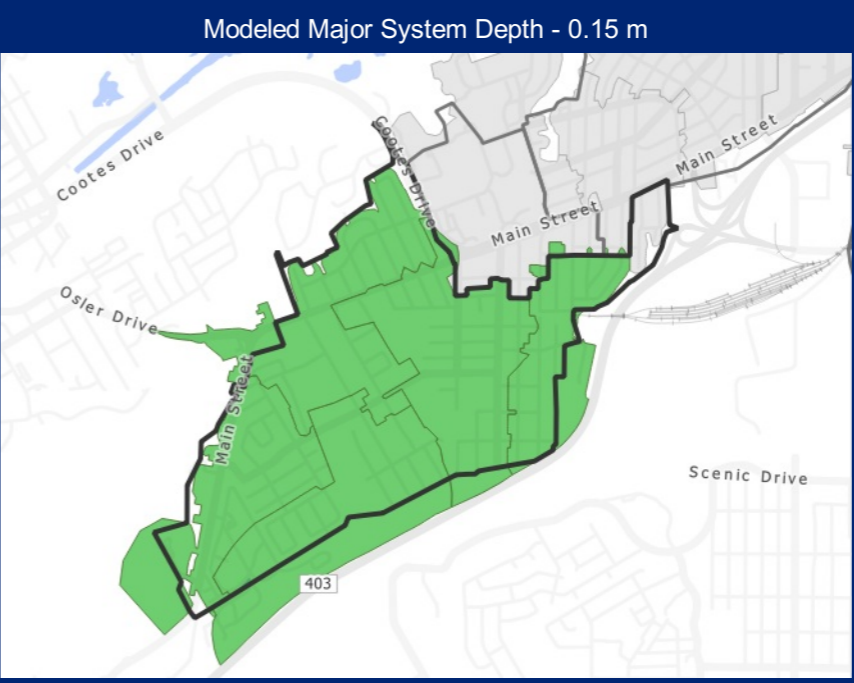 Modeled Major System Depth - 0.15 m
Cootes Drive
Cootes Drive
Main Street
Main Street
Osler Drive
Main Street
Scenic Drive
403